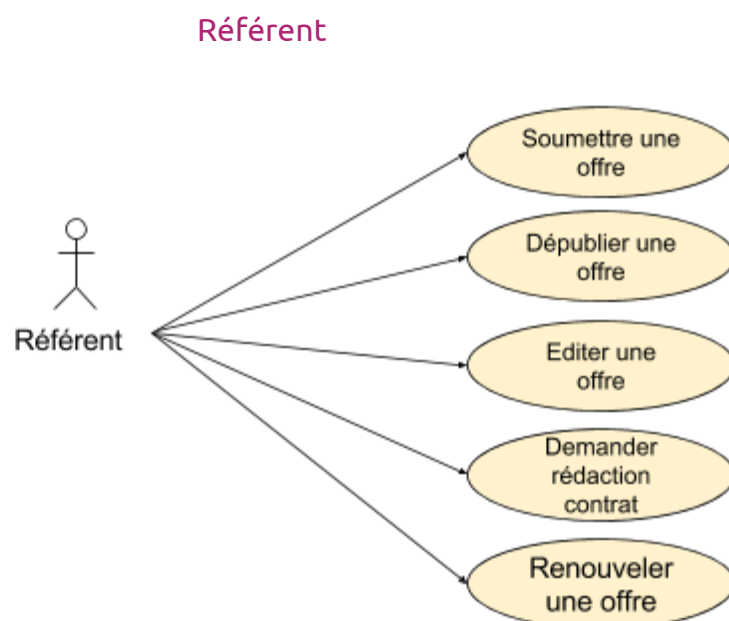 Référent
Soumettre une
offre
Dépublier une
offre
Référent
Editer une
offre
Demander
rédaction
contrat
Renouveler
une offre